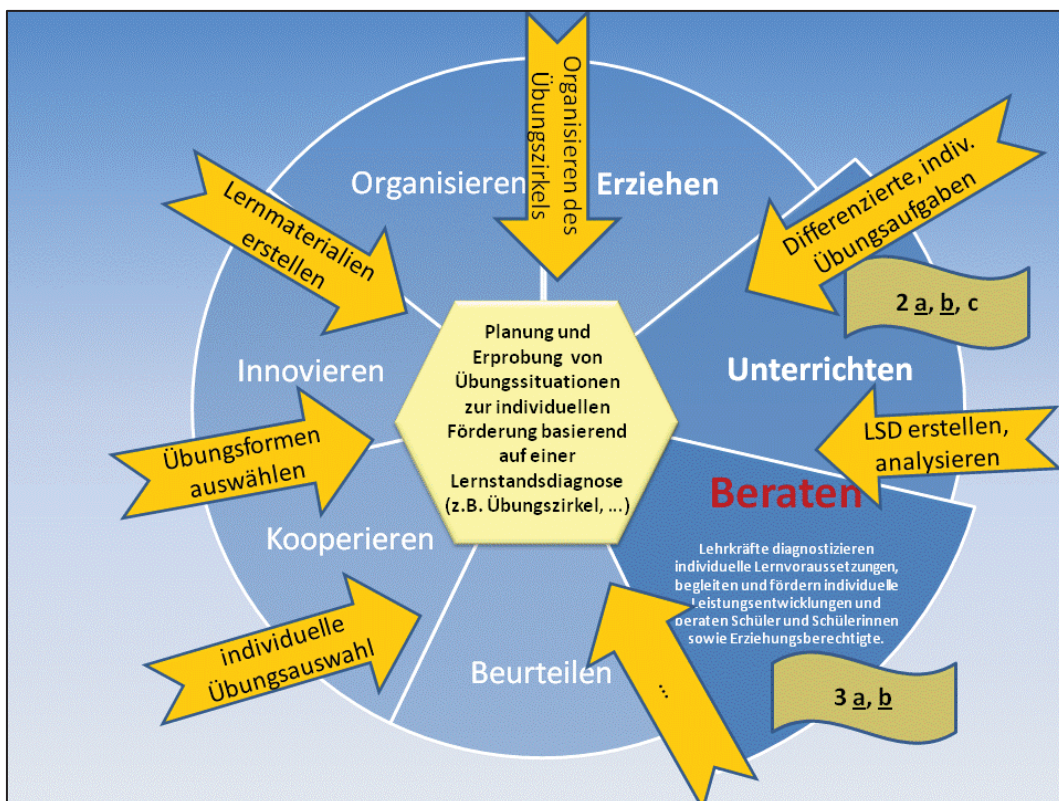 Organisieren des
Übungszirkels
Organisieren
Erziehen
Differenzierte, indiv.
Übungsaufgaben
Lernmaterialien
erstellen
2 a, b, c
Planung und
Erprobung von
Übungssituationen
zur individuellen
Förderung basierend
auf einer
Lernstandsdiagnose
(z.B. Übungszirkel, ...)
Innovieren
Unterrichten
LSD erstellen,
analysieren
Übungsformen
auswählen
Beraten
Lehrkräfte diagnostizieren
individuelle Lernvoraussetzungen,
begleiten und fördern individuelle
Leistungsentwicklungen und
beraten Schüler und Schülerinnen
sowie Erziehungsberechtigte.
Kooperieren
individuelle
Übungsauswahl
Beurteilen
...
3 a, b